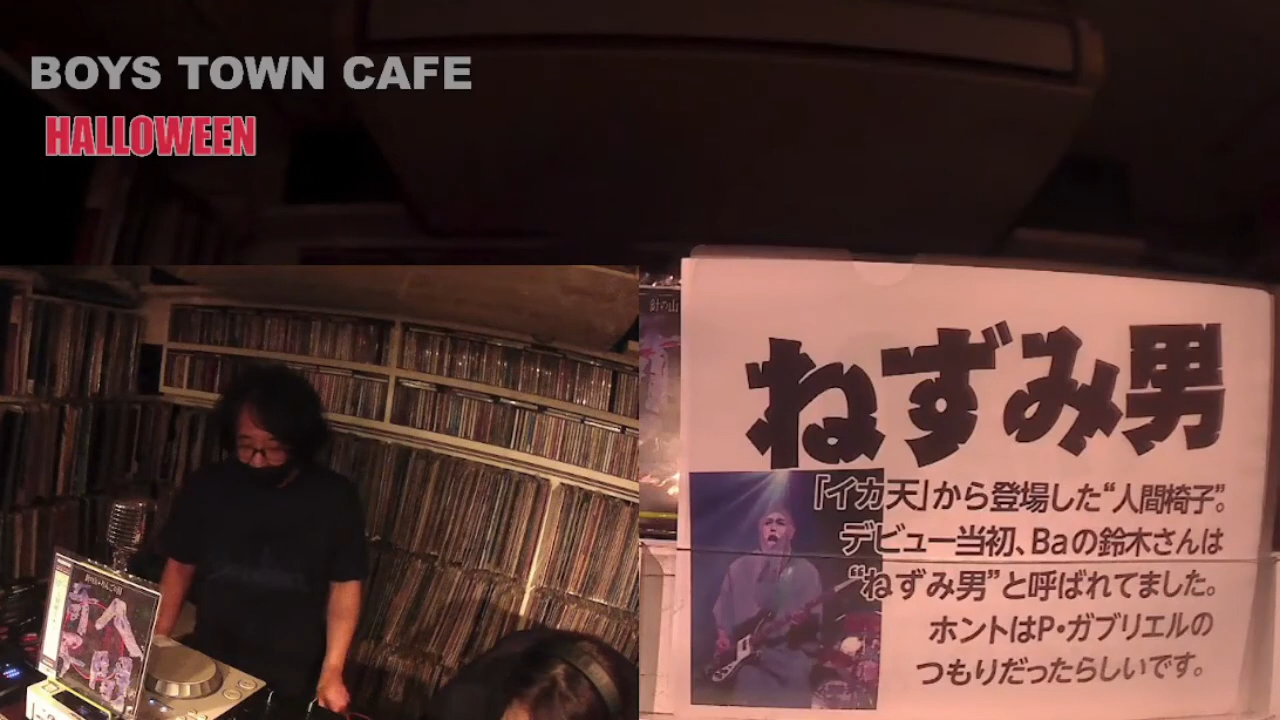 BOYS TOWN CAFE
HALLOWEEN
針の山
ねずみ男
「イカ天」から登場した“人間椅子”。
デビュー当初、Baの鈴木さんは
“ねずみ男”と呼ばれてました。
ホントはP・ガブリエルの
つもりだったらしいです。